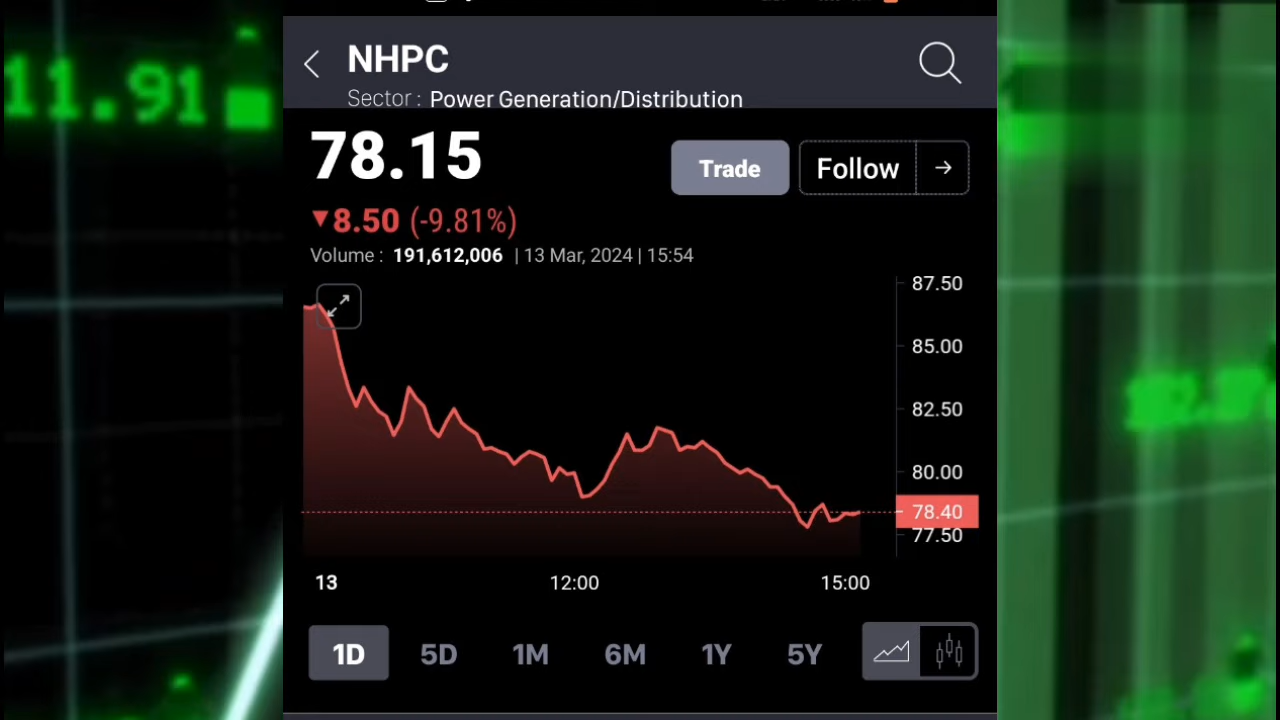 11.91
NHPC
Sector : Power Generation/Distribution
78.15
Trade
Follow →
▼8.50 (-9.81%)
Volume : 191,612,006 | 13 Mar, 2024 | 15:54
87.50
85.00
82.50
80.00
78.40
77.50
13 12:00 15:00
1D 5D 1M 6M 1Y 5Y